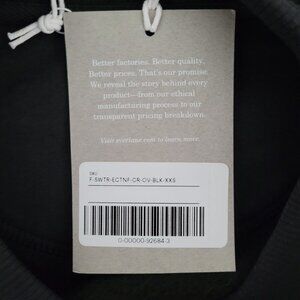 Better factories. Better quality.
Better prices. That's our promise.
We reveal the story behind every
product—from our ethical
manufacturing process to our
transparent pricing breakdown.
Visit everlane.com to learn more.
SKU
F-SWTR-ECTNF-CR-OV-BLK-XXS
0-00000-92684-3